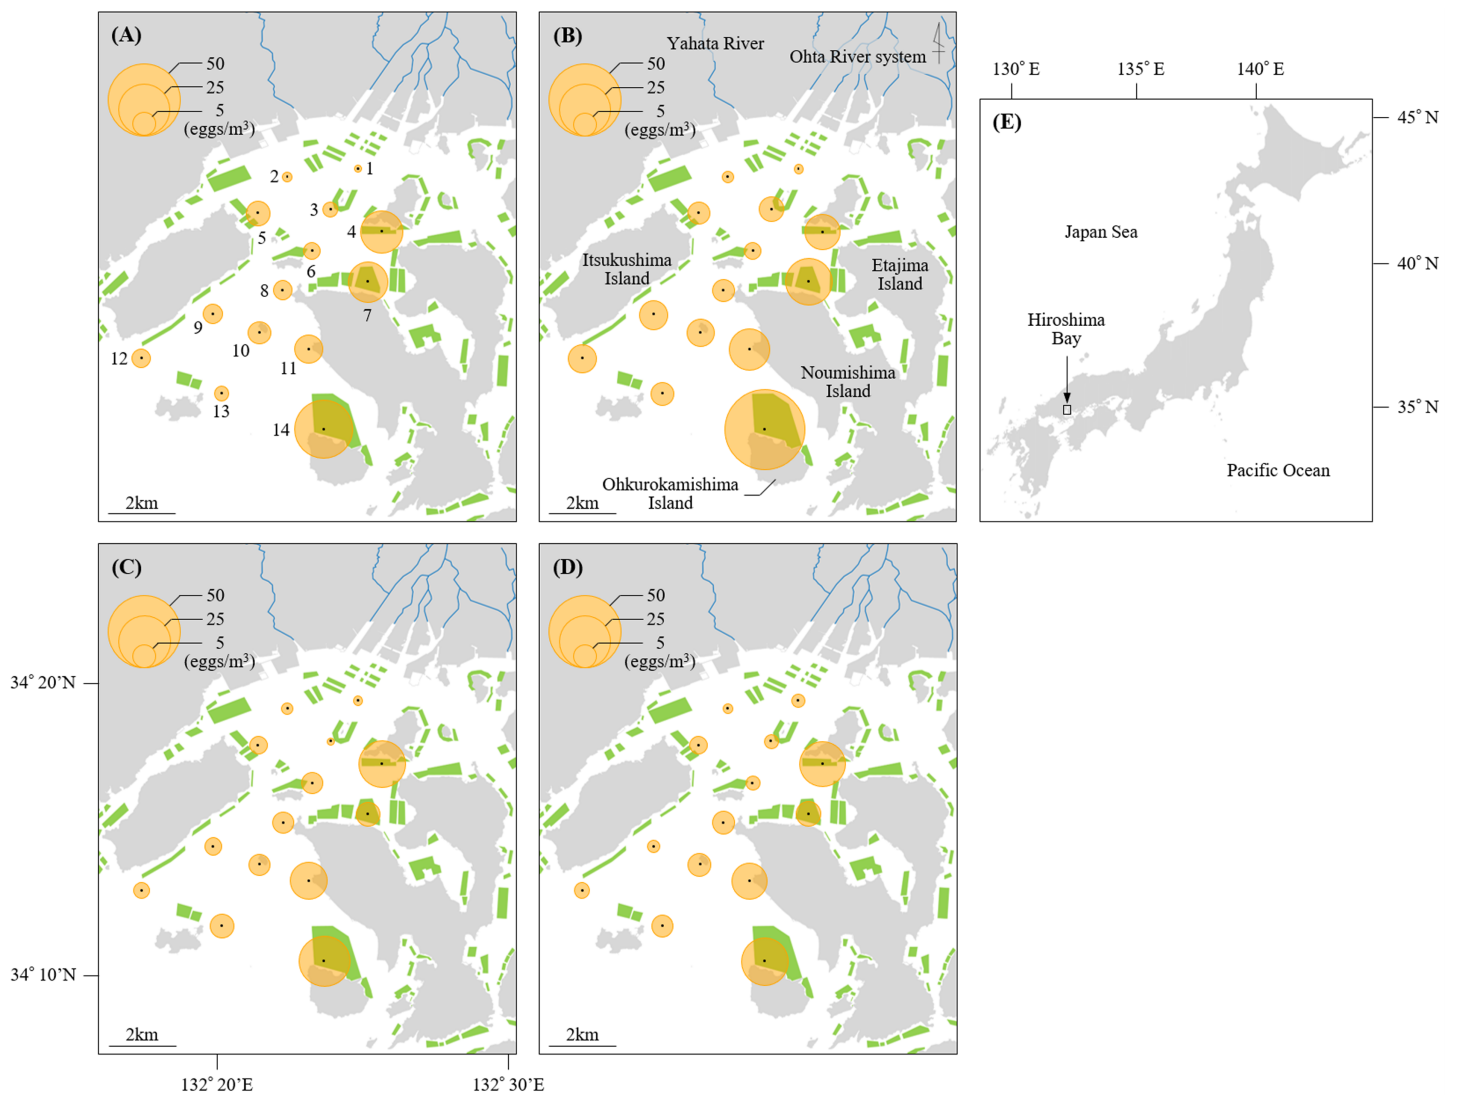 (A)
50
25
5
(eggs/m³)
1
2
3
4
5
6
7
8
9
10
11
12
13
14
2km
(B)
Yahata River
Ohta River system
4
50
25
5
(eggs/m³)
Itsukushima
Island
Etajima
Island
Noumishima
Island
Ohkurokamishima
Island
2km
130°E
135°E
140°E
(E)
45°N
Japan Sea
40°N
Hiroshima
Bay
35°N
Pacific Ocean
(C)
50
25
5
(eggs/m³)
34°20'N
34°10'N
2km
132°20'E
132°30'E
(D)
50
25
5
(eggs/m³)
2km